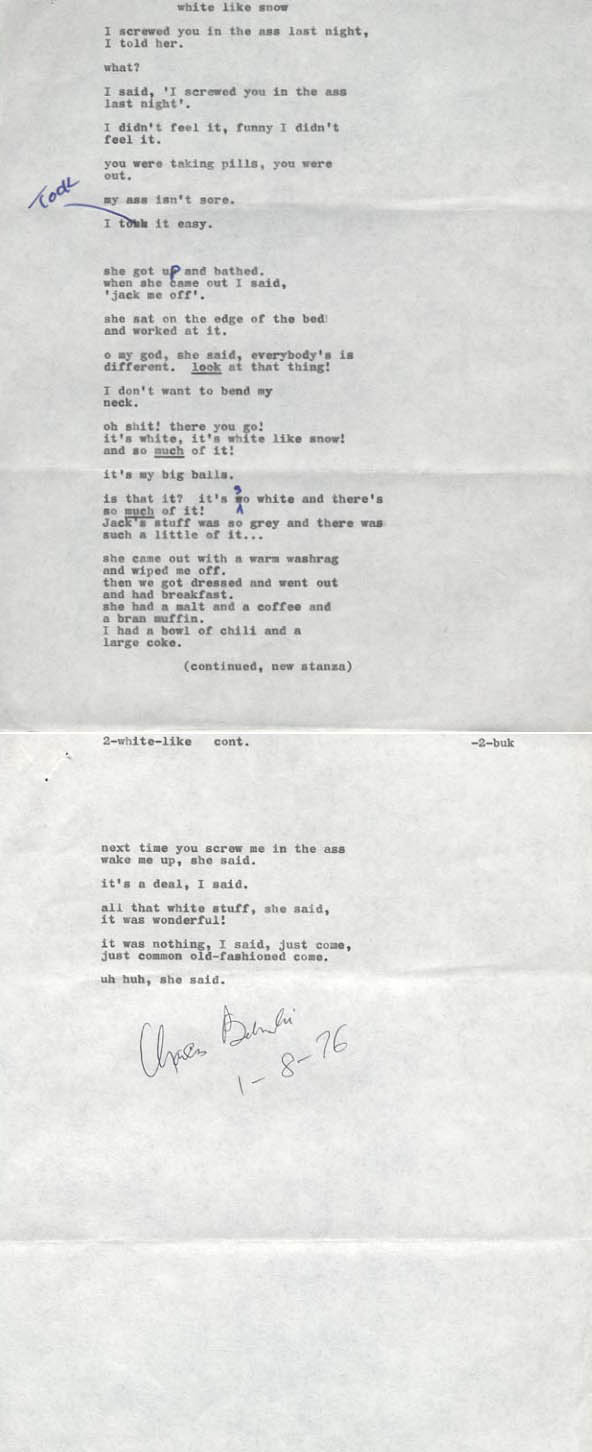 white like snow
I screwed you in the ass last night,
I told her.
what?
I said, 'I screwed you in the ass
last night'.
I didn't feel it, funny I didn't
feel it.
you were taking pills, you were
out.
my ass isn't sore.
Took
I took it easy.
she got up and bathed.
when she came out I said,
'jack me off'.
she sat on the edge of the bed
and worked at it.
o my god, she said, everybody's is
different. look at that thing!
I don't want to bend my
neck.
oh shit! there you go!
it's white, it's white like snow!
and so much of it!
it's my big balls.
is that it? it's so white and there's
so much of it!
Jack's stuff was so grey and there was
such a little of it...
she came out with a warm washrag
and wiped me off.
then we got dressed and went out
and had breakfast.
she had a malt and a coffee and
a bran muffin.
I had a bowl of chili and a
large coke.
(continued, new stanza)
2-white-like cont. -2-buk
next time you screw me in the ass
wake me up, she said.
it's a deal, I said.
all that white stuff, she said,
it was wonderful!
it was nothing, I said, just come,
just common old-fashioned come.
uh huh, she said.
Charles Bukowski
1-8-76